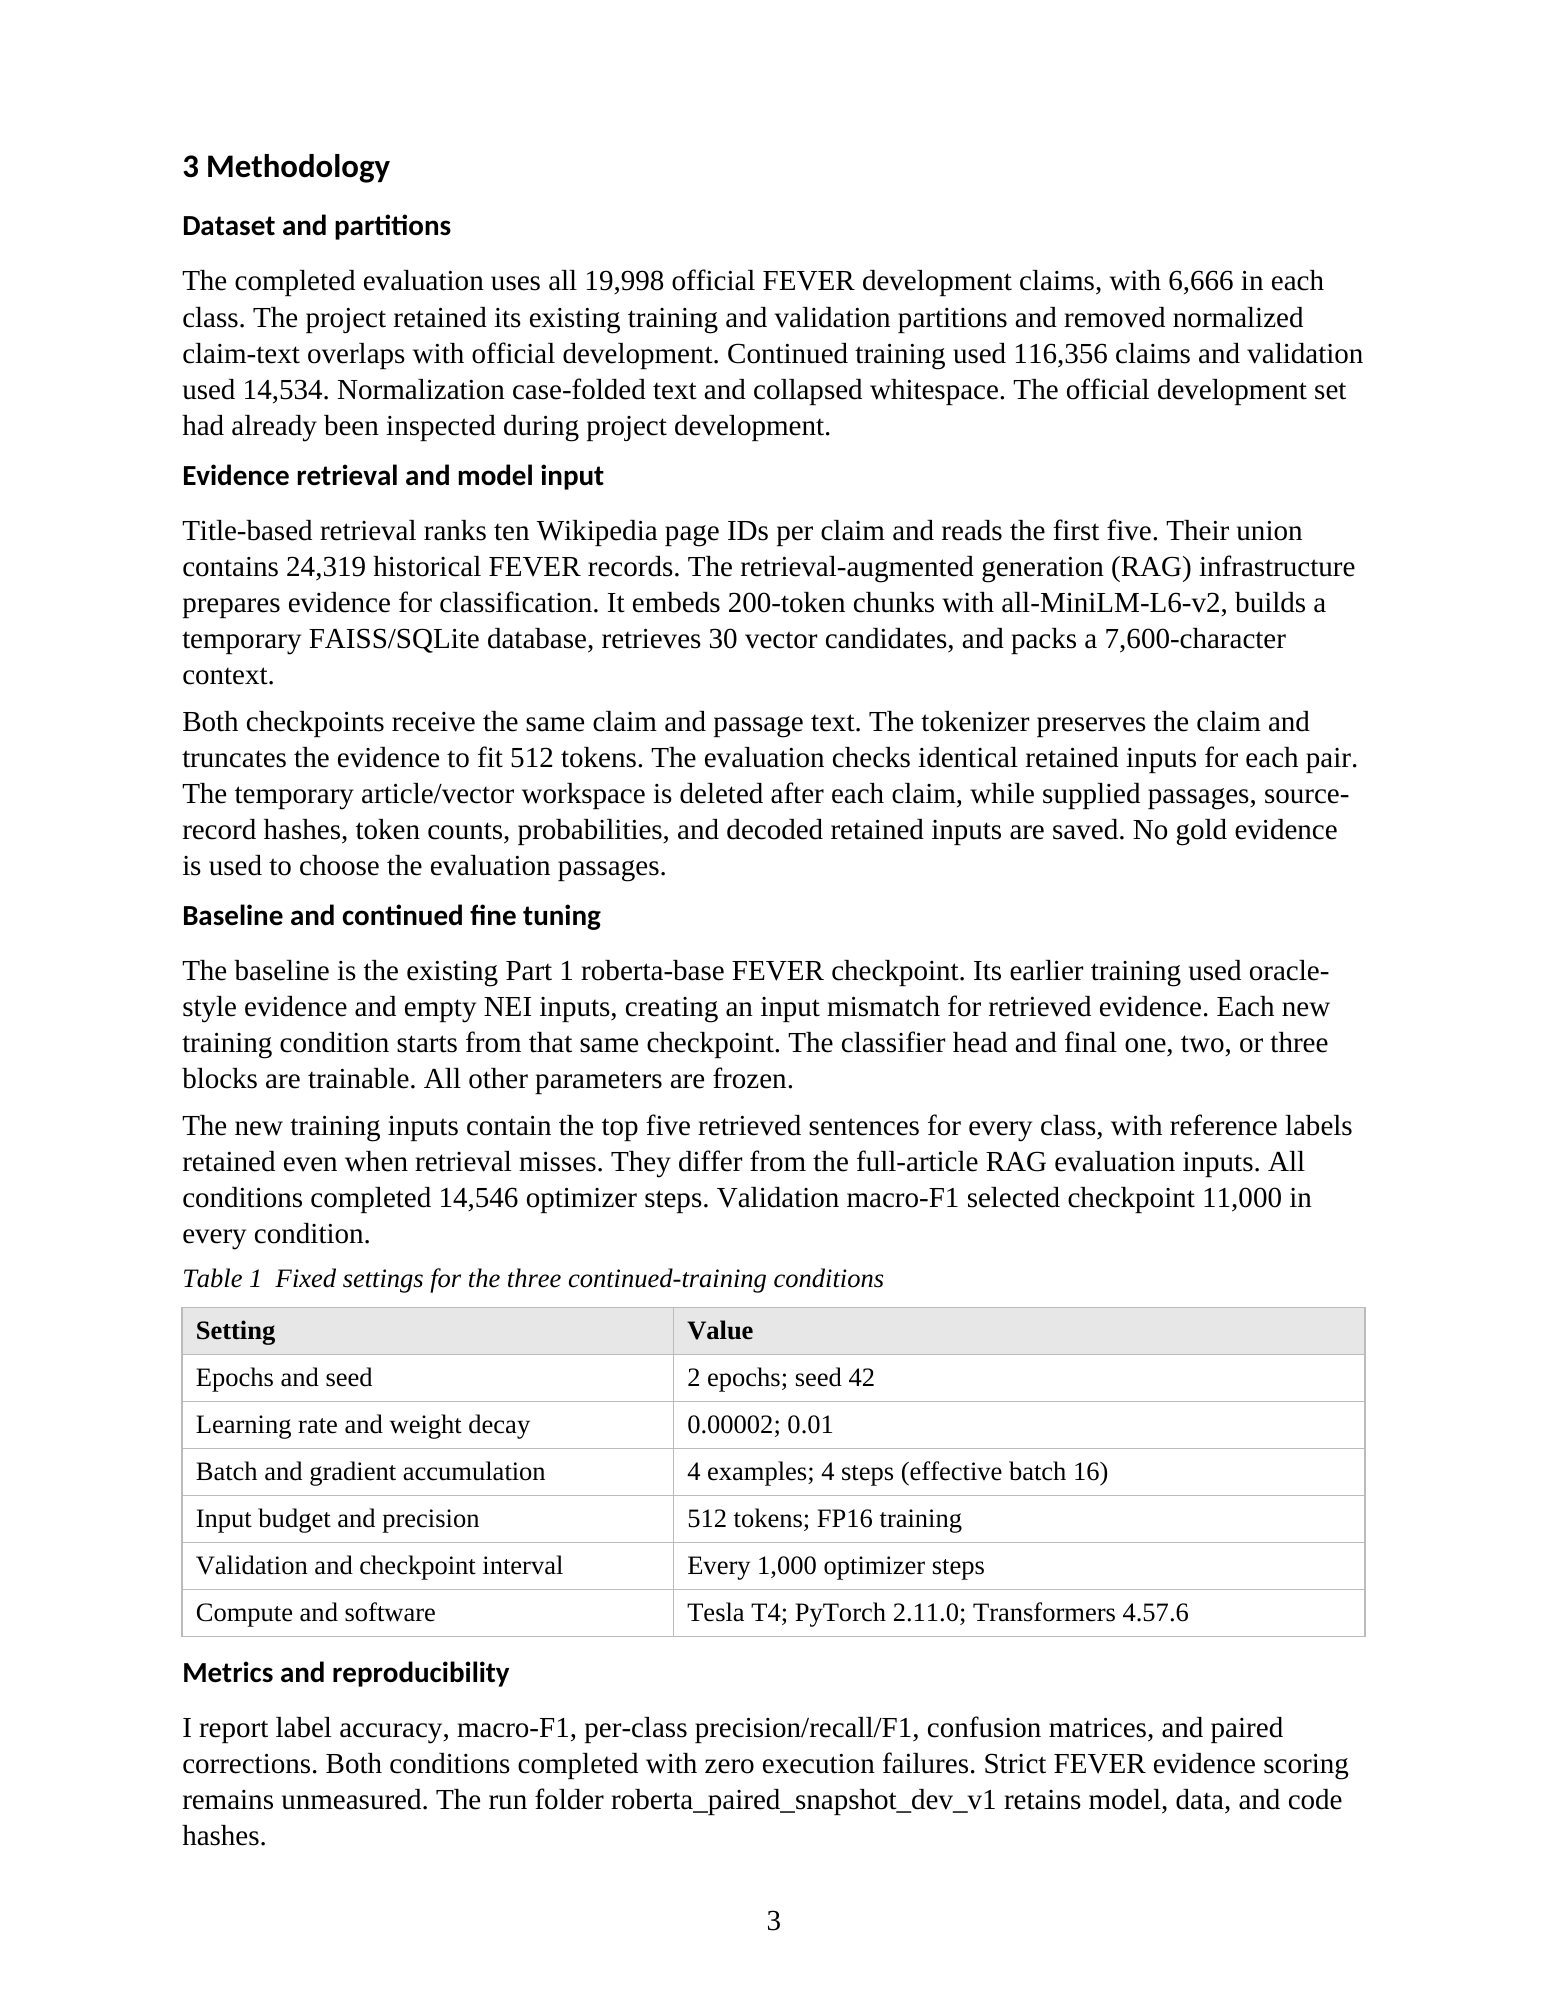 3 Methodology
Dataset and partitions
The completed evaluation uses all 19,998 official FEVER development claims, with 6,666 in each
class. The project retained its existing training and validation partitions and removed normalized
claim-text overlaps with official development. Continued training used 116,356 claims and validation
used 14,534. Normalization case-folded text and collapsed whitespace. The official development set
had already been inspected during project development.
Evidence retrieval and model input
Title-based retrieval ranks ten Wikipedia page IDs per claim and reads the first five. Their union
contains 24,319 historical FEVER records. The retrieval-augmented generation (RAG) infrastructure
prepares evidence for classification. It embeds 200-token chunks with all-MiniLM-L6-v2, builds a
temporary FAISS/SQLite database, retrieves 30 vector candidates, and packs a 7,600-character
context.
Both checkpoints receive the same claim and passage text. The tokenizer preserves the claim and
truncates the evidence to fit 512 tokens. The evaluation checks identical retained inputs for each pair.
The temporary article/vector workspace is deleted after each claim, while supplied passages, source-
record hashes, token counts, probabilities, and decoded retained inputs are saved. No gold evidence
is used to choose the evaluation passages.
Baseline and continued fine tuning
The baseline is the existing Part 1 roberta-base FEVER checkpoint. Its earlier training used oracle-
style evidence and empty NEI inputs, creating an input mismatch for retrieved evidence. Each new
training condition starts from that same checkpoint. The classifier head and final one, two, or three
blocks are trainable. All other parameters are frozen.
The new training inputs contain the top five retrieved sentences for every class, with reference labels
retained even when retrieval misses. They differ from the full-article RAG evaluation inputs. All
conditions completed 14,546 optimizer steps. Validation macro-F1 selected checkpoint 11,000 in
every condition.
Table 1 Fixed settings for the three continued-training conditions
Setting Value
Epochs and seed 2 epochs; seed 42
Learning rate and weight decay 0.00002; 0.01
Batch and gradient accumulation 4 examples; 4 steps (effective batch 16)
Input budget and precision 512 tokens; FP16 training
Validation and checkpoint interval Every 1,000 optimizer steps
Compute and software Tesla T4; PyTorch 2.11.0; Transformers 4.57.6
Metrics and reproducibility
I report label accuracy, macro-F1, per-class precision/recall/F1, confusion matrices, and paired
corrections. Both conditions completed with zero execution failures. Strict FEVER evidence scoring
remains unmeasured. The run folder roberta_paired_snapshot_dev_v1 retains model, data, and code
hashes.
3